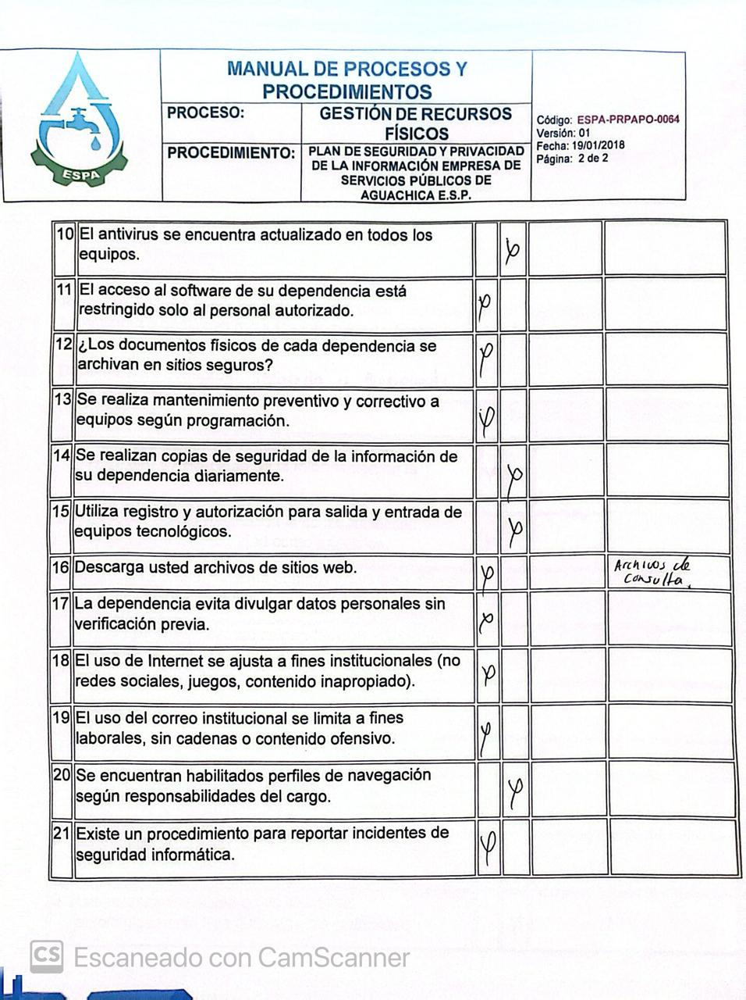 MANUAL DE PROCESOS Y
PROCEDIMIENTOS
PROCESO:
GESTIÓN DE RECURSOS
FÍSICOS
PROCEDIMIENTO:
PLAN DE SEGURIDAD Y PRIVACIDAD
DE LA INFORMACIÓN EMPRESA DE
SERVICIOS PÚBLICOS DE
AGUACHICA E.S.P.
Código: ESPA-PRPAPO-0064
Versión: 01
Fecha: 19/01/2018
Página: 2 de 2
ESPA
10 El antivirus se encuentra actualizado en todos los
equipos.
11 El acceso al software de su dependencia está
restringido solo al personal autorizado.
12 ¿Los documentos físicos de cada dependencia se
archivan en sitios seguros?
13 Se realiza mantenimiento preventivo y correctivo a
equipos según programación.
14 Se realizan copias de seguridad de la información de
su dependencia diariamente.
15 Utiliza registro y autorización para salida y entrada de
equipos tecnológicos.
16 Descarga usted archivos de sitios web.
Archivos de
Consulta.
17 La dependencia evita divulgar datos personales sin
verificación previa.
18 El uso de Internet se ajusta a fines institucionales (no
redes sociales, juegos, contenido inapropiado).
19 El uso del correo institucional se limita a fines
laborales, sin cadenas o contenido ofensivo.
20 Se encuentran habilitados perfiles de navegación
según responsabilidades del cargo.
21 Existe un procedimiento para reportar incidentes de
seguridad informática.
CS Escaneado con CamScanner